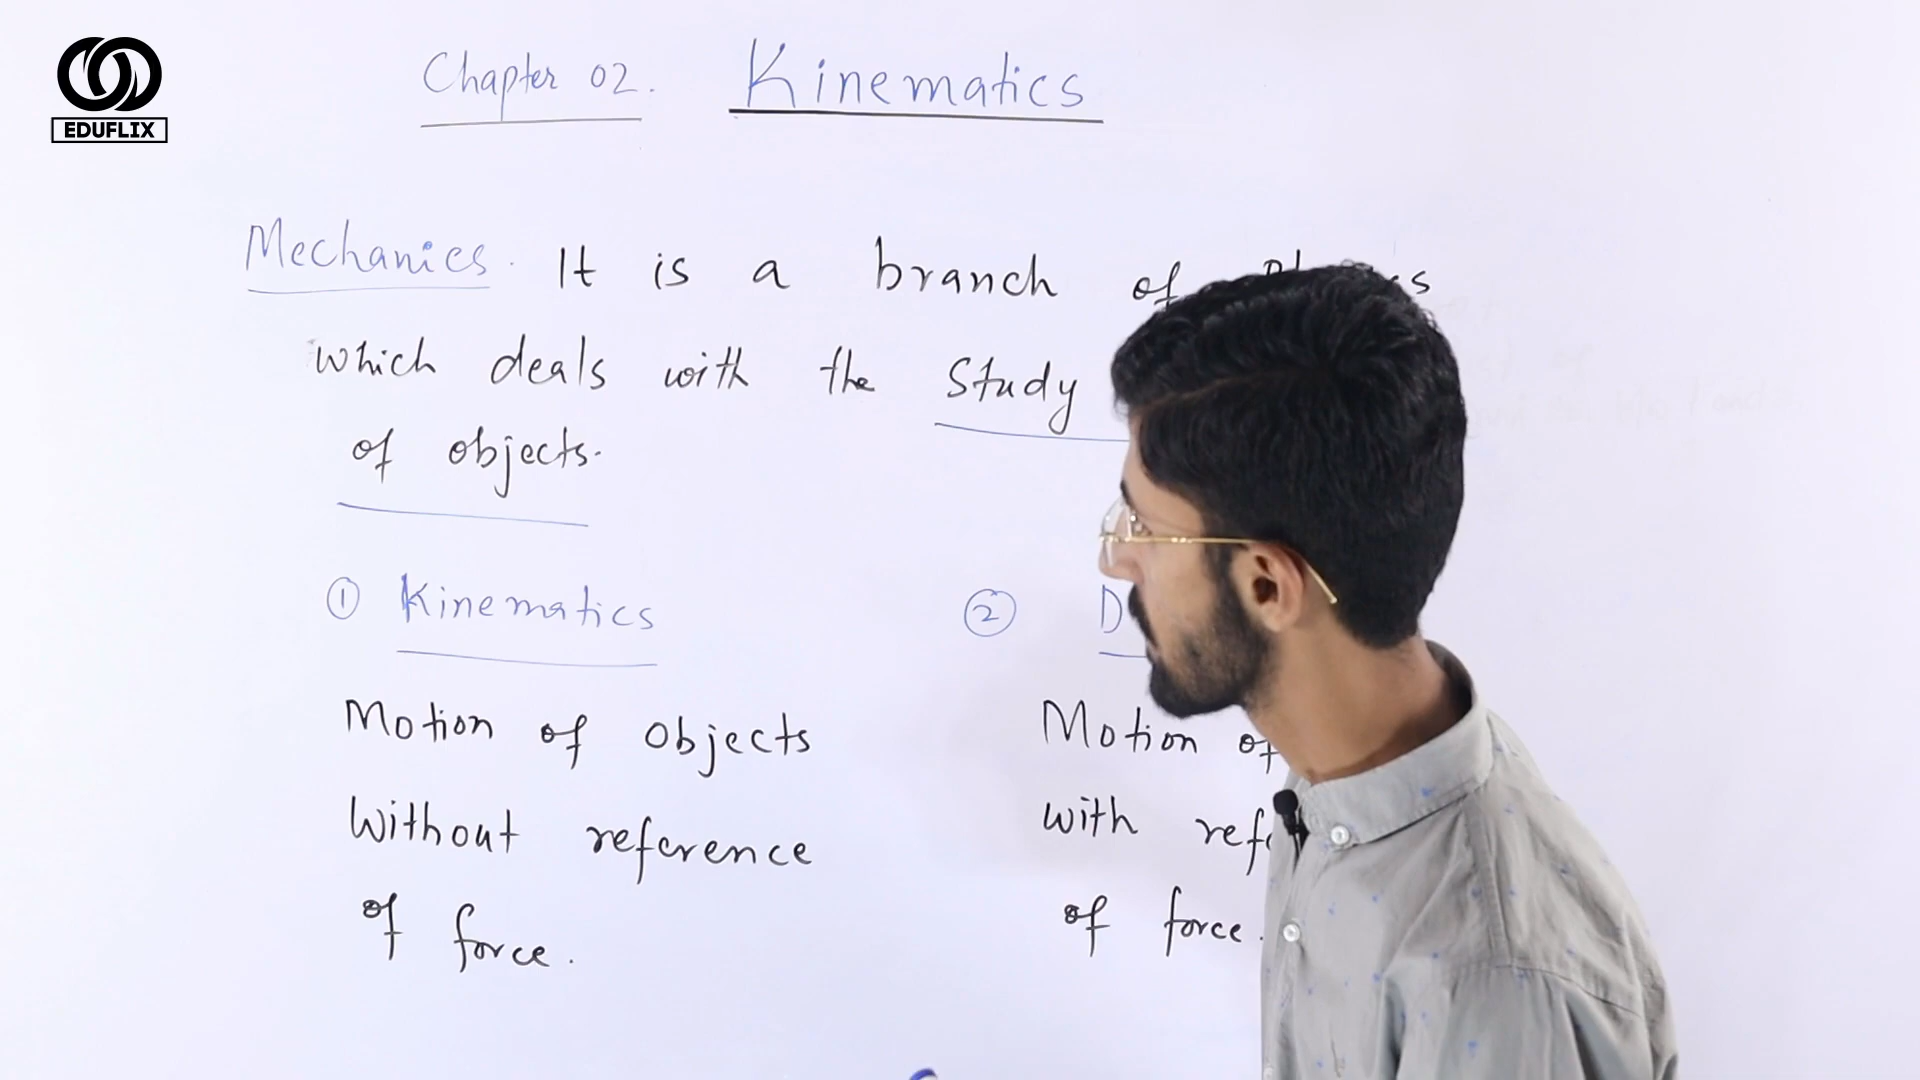 EDUFLIX
Chapter 02. Kinematics
Mechanics. It is a branch of
which deals with the Study
of objects.
① Kinematics ②
Motion of Objects Motion of
Without reference with
of force. of force.